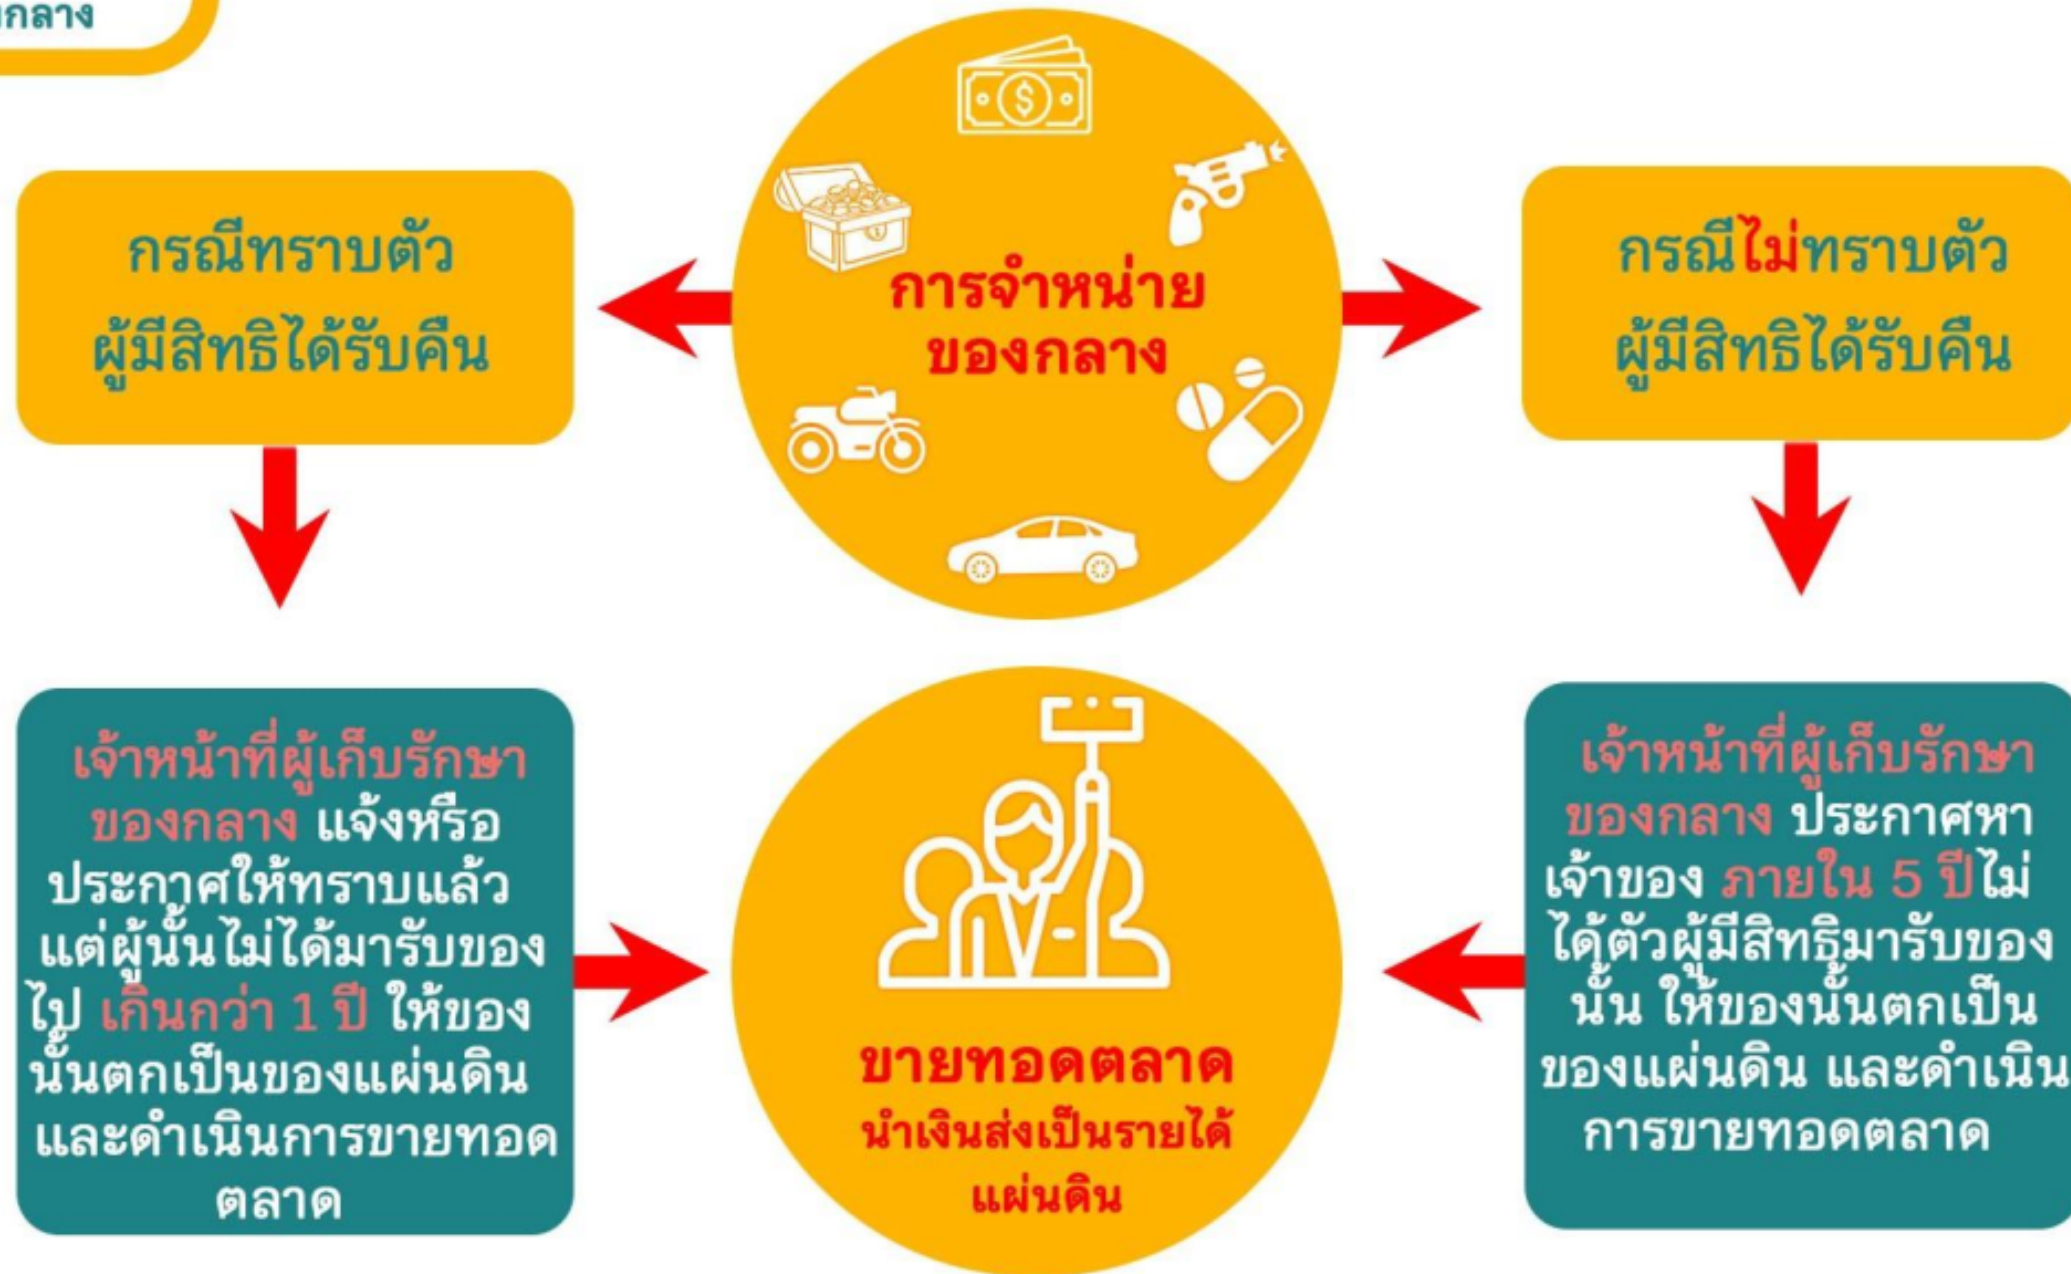 กลาง
การจำหน่าย
ของกลาง
กรณีทราบตัว
ผู้มีสิทธิได้รับคืน
เจ้าหน้าที่ผู้เก็บรักษา
ของกลาง แจ้งหรือ
ประกาศให้ทราบแล้ว
แต่ผู้นั้นไม่ได้มารับของ
ไป เกินกว่า 1 ปี ให้ของ
นั้นตกเป็นของแผ่นดิน
และดำเนินการขายทอด
ตลาด
กรณีไม่ทราบตัว
ผู้มีสิทธิได้รับคืน
เจ้าหน้าที่ผู้เก็บรักษา
ของกลาง ประกาศหา
เจ้าของ ภายใน 5 ปีไม่
ได้ตัวผู้มีสิทธิมารับของ
นั้น ให้ของนั้นตกเป็น
ของแผ่นดิน และดำเนิน
การขายทอดตลาด
ขายทอดตลาด
นำเงินส่งเป็นรายได้
แผ่นดิน